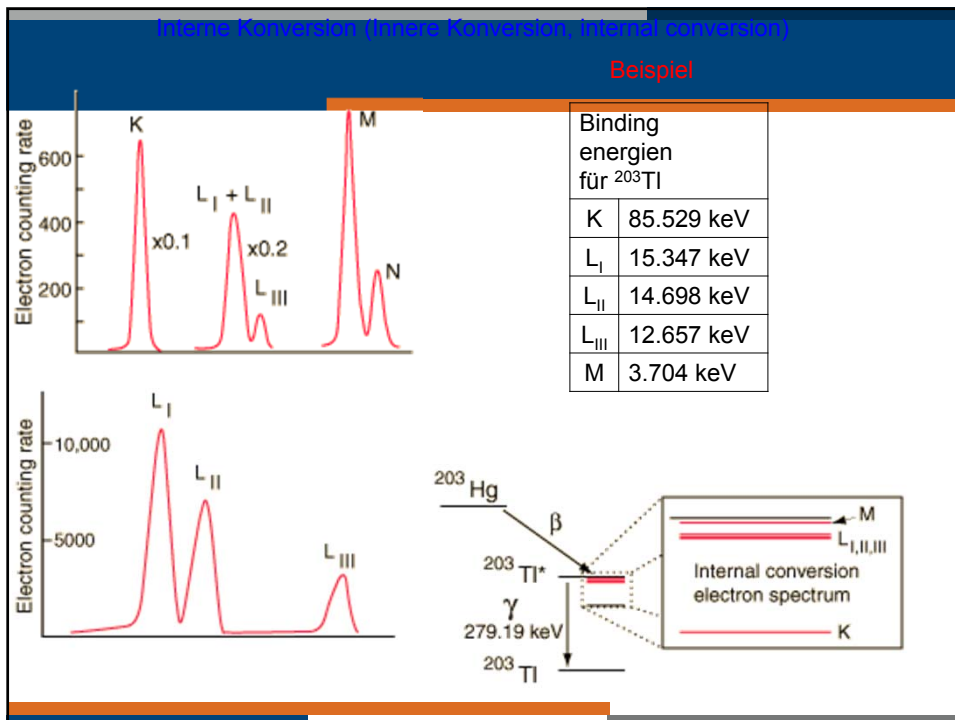 Interne Konversion (Innere Konversion, internal conversion)
Beispiel
Electron counting rate
600
400
200
K
x0.1
L_I + L_II
x0.2
L_III
M
N
Binding
energien
für ²⁰³Tl
K 85.529 keV
L_I 15.347 keV
L_II 14.698 keV
L_III 12.657 keV
M 3.704 keV
Electron counting rate
10,000
5000
L_I
L_II
L_III
²⁰³Hg
β
²⁰³Tl*
γ
279.19 keV
²⁰³Tl
M
L_I,II,III
Internal conversion
electron spectrum
K